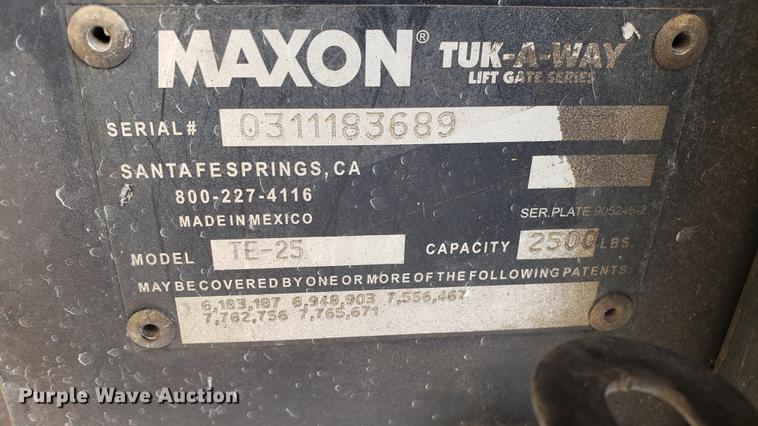 MAXON® TUK-A-WAY
LIFT GATE SERIES
SERIAL# 0311183689
SANTA FE SPRINGS, CA
800-227-4116
MADE IN MEXICO
SER.PLATE 905246-2
MODEL TE-25 CAPACITY 2500 LBS.
MAY BE COVERED BY ONE OR MORE OF THE FOLLOWING PATENTS:
6,183,187 6,948,903 7,556,467
7,762,756 7,765,671
Purple Wave Auction